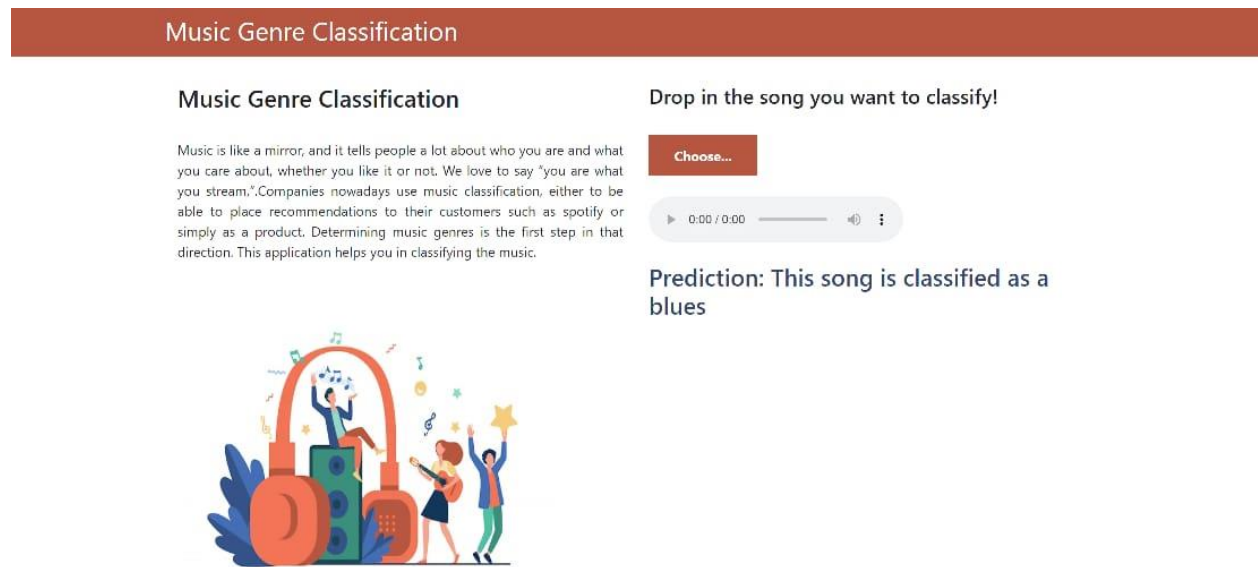 Music Genre Classification
Music Genre Classification
Music is like a mirror, and it tells people a lot about who you are and what
you care about, whether you like it or not. We love to say "you are what
you stream.".Companies nowadays use music classification, either to be
able to place recommendations to their customers such as spotify or
simply as a product. Determining music genres is the first step in that
direction. This application helps you in classifying the music.
Drop in the song you want to classify!
Choose...
0:00 / 0:00
Prediction: This song is classified as a
blues